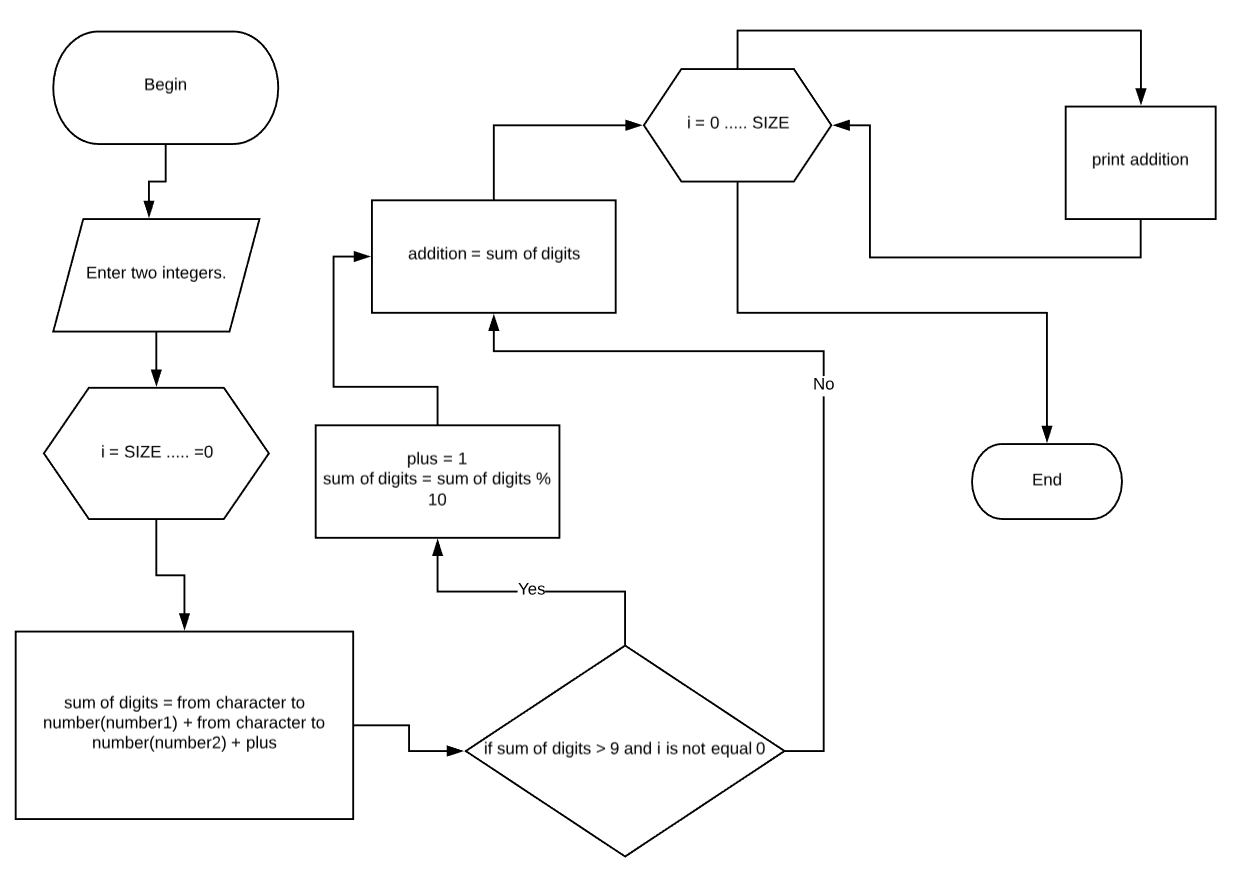 Begin
Enter two integers.
i = SIZE ..... =0
sum of digits = from character to
number(number1) + from character to
number(number2) + plus
if sum of digits > 9 and i is not equal 0
Yes
No
plus = 1
sum of digits = sum of digits %
10
addition = sum of digits
i = 0 ..... SIZE
print addition
End